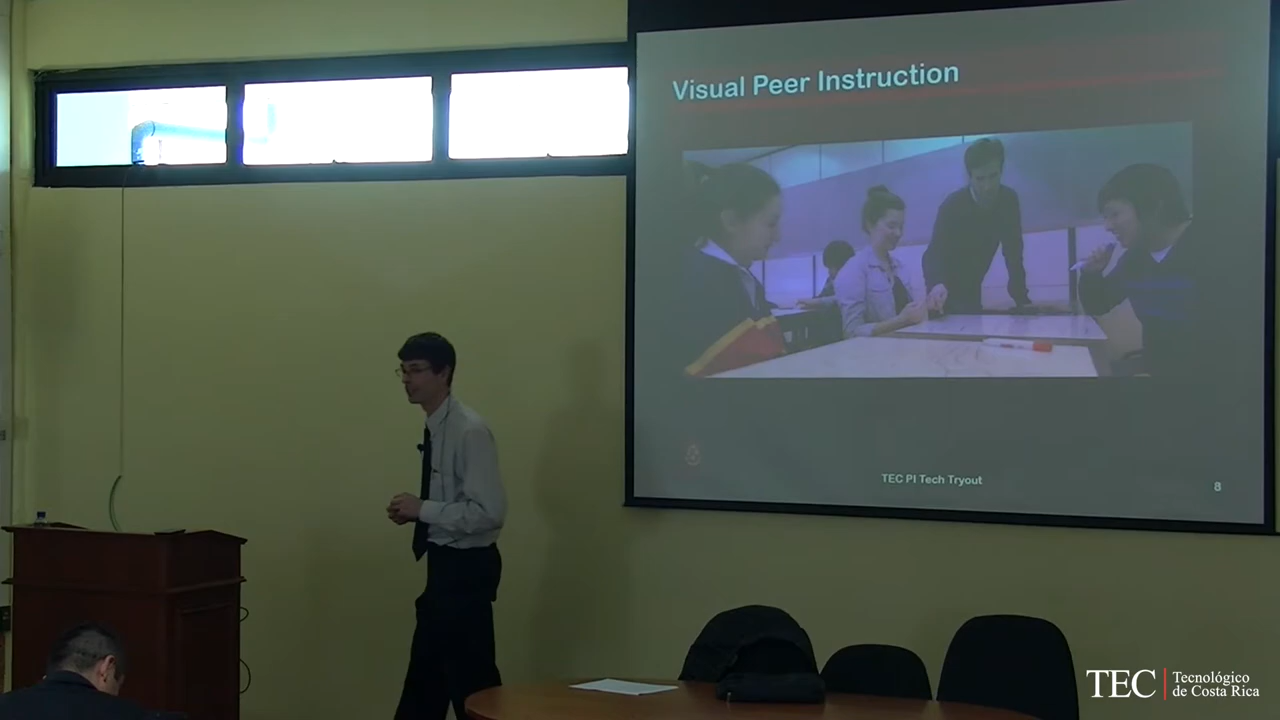 Visual Peer Instruction
TEC PI Tech Tryout
8
TEC
Tecnológico
de Costa Rica